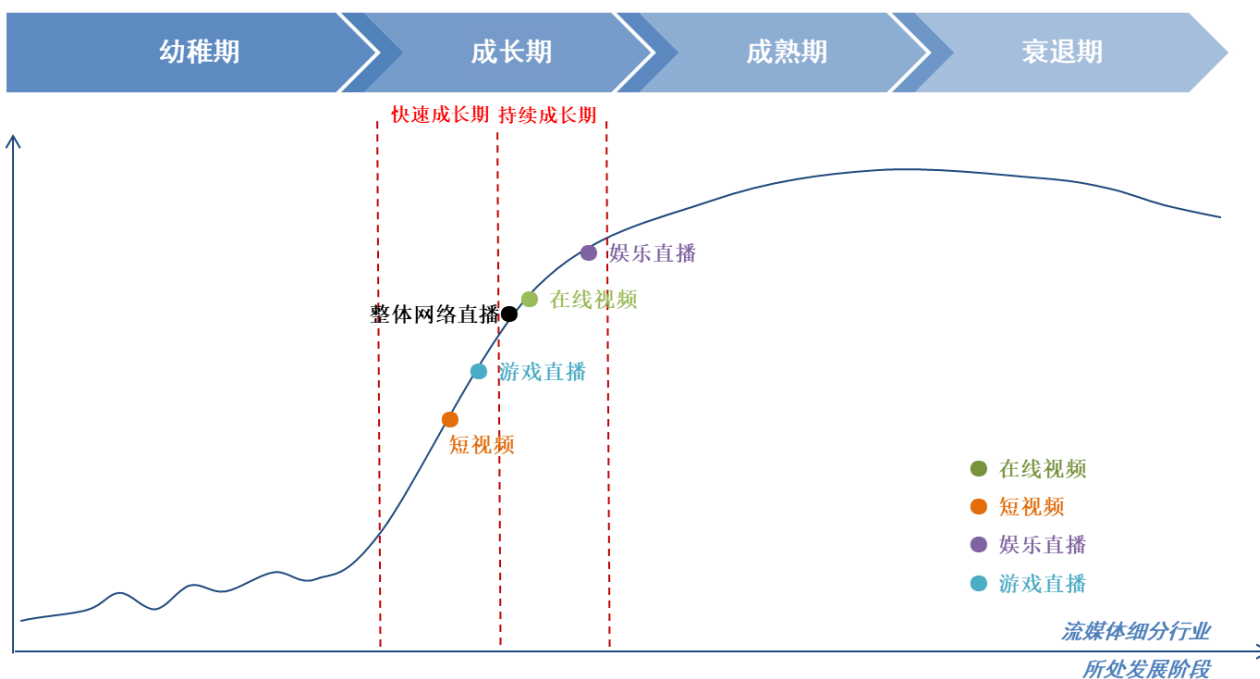 幼稚期
成长期
成熟期
衰退期
快速成长期
持续成长期
娱乐直播
在线视频
整体网络直播
游戏直播
短视频
在线视频
短视频
娱乐直播
游戏直播
流媒体细分行业
所处发展阶段